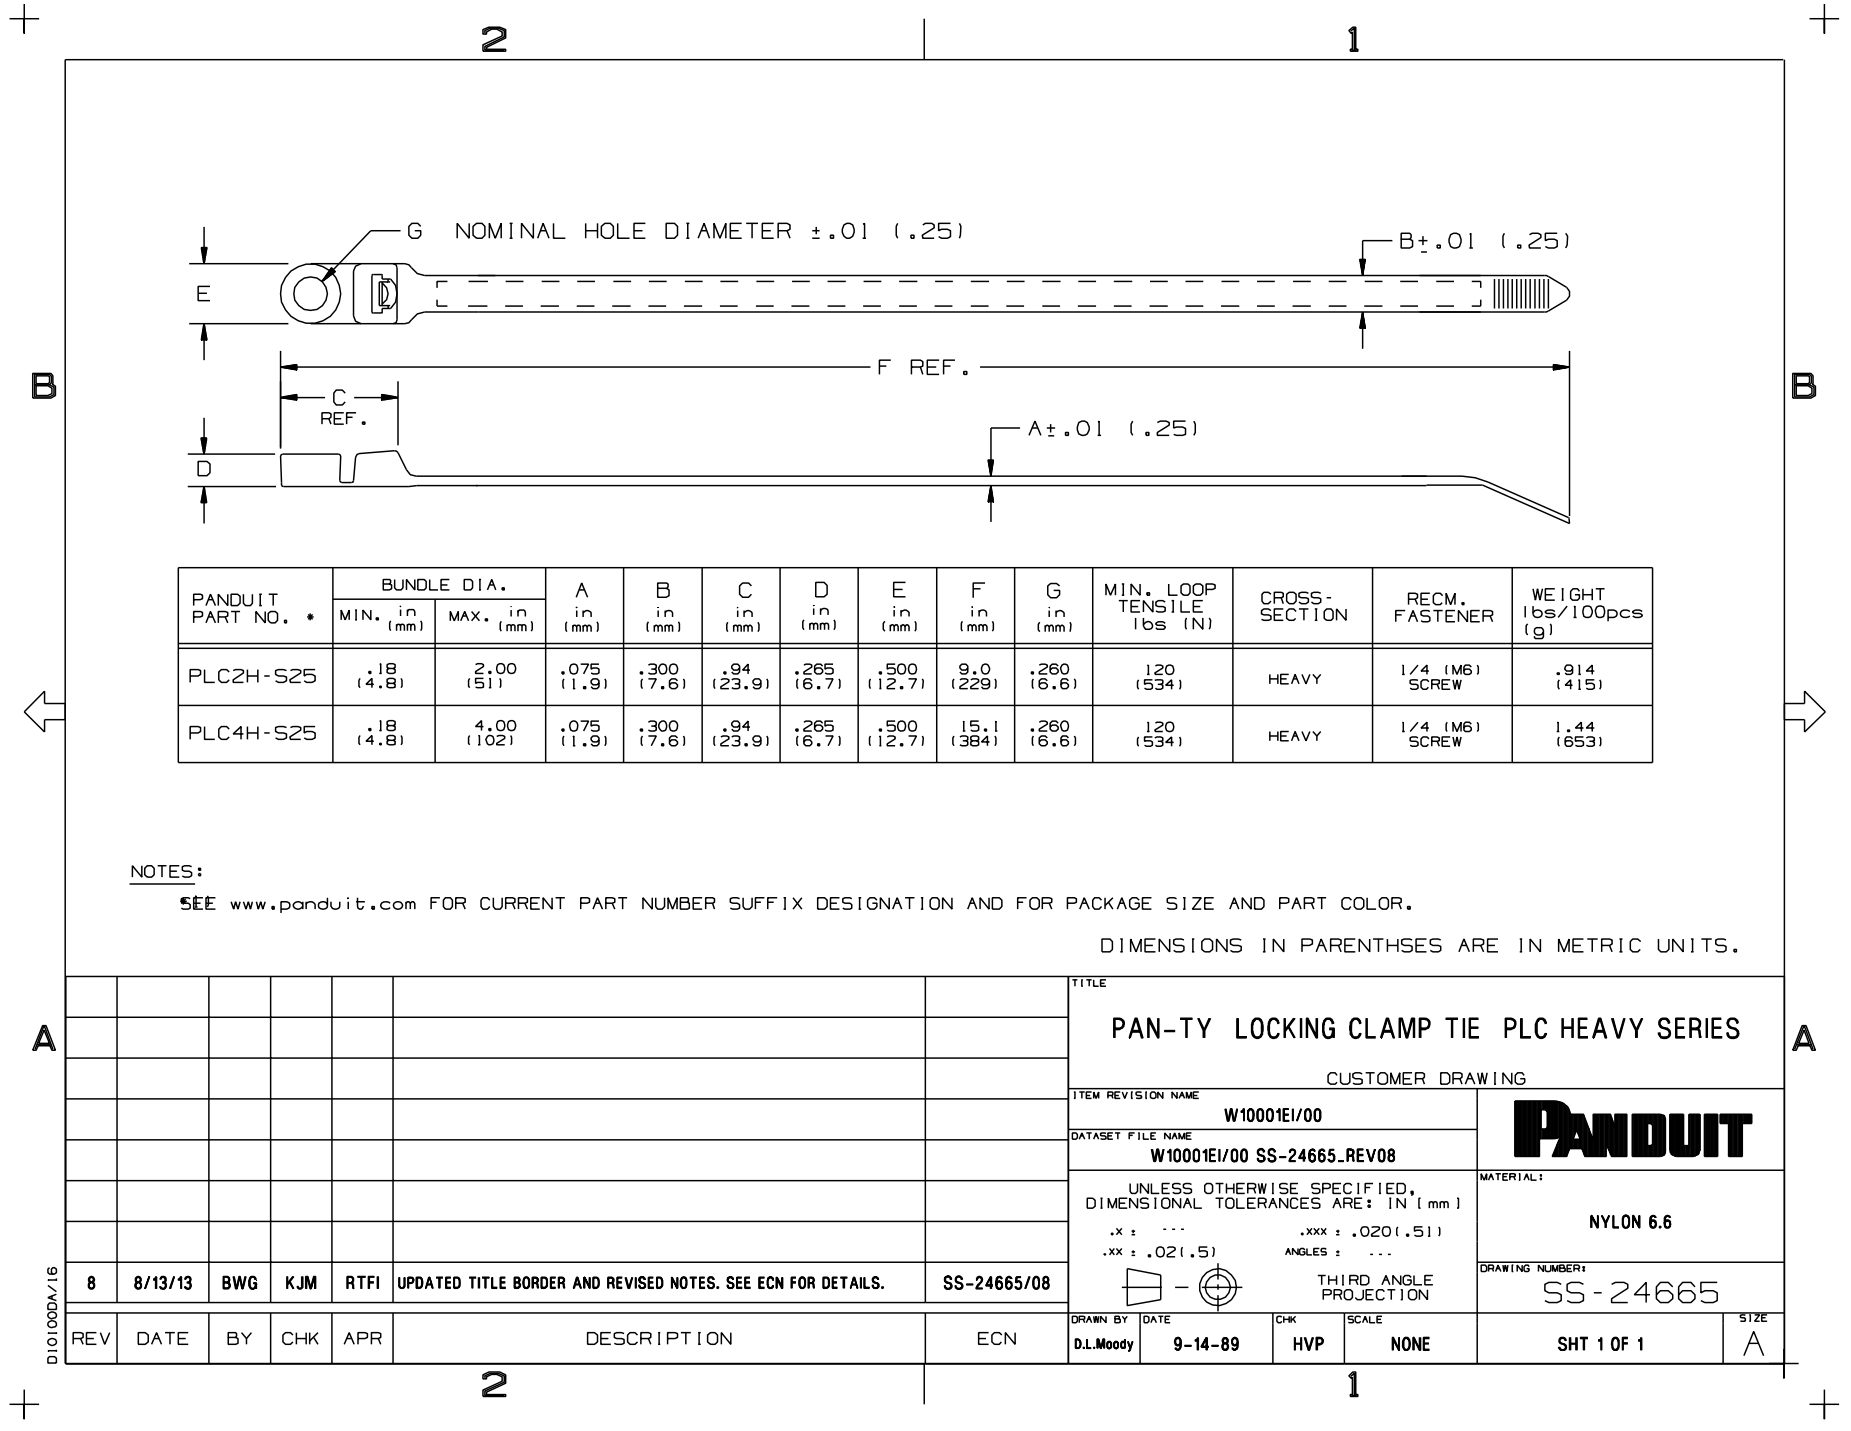 2 1
G NOMINAL HOLE DIAMETER ±.01 (.25)
B±.01 (.25)
E
F REF.
B B
C
REF.
A±.01 (.25)
D
PANDUIT PART NO. * BUNDLE DIA. MIN. in (mm) MAX. in (mm) A in (mm) B in (mm) C in (mm) D in (mm) E in (mm) F in (mm) G in (mm) MIN. LOOP TENSILE lbs (N) CROSS-SECTION RECM. FASTENER WEIGHT lbs/100pcs (g)
PLC2H-S25 .18 (4.8) 2.00 (51) .075 (1.9) .300 (7.6) .94 (23.9) .265 (6.7) .500 (12.7) 9.0 (229) .260 (6.6) 120 (534) HEAVY 1/4 (M6) SCREW .914 (415)
PLC4H-S25 .18 (4.8) 4.00 (102) .075 (1.9) .300 (7.6) .94 (23.9) .265 (6.7) .500 (12.7) 15.1 (384) .260 (6.6) 120 (534) HEAVY 1/4 (M6) SCREW 1.44 (653)
NOTES:
*SEE www.panduit.com FOR CURRENT PART NUMBER SUFFIX DESIGNATION AND FOR PACKAGE SIZE AND PART COLOR.
DIMENSIONS IN PARENTHSES ARE IN METRIC UNITS.
TITLE
PAN-TY LOCKING CLAMP TIE PLC HEAVY SERIES
A A
CUSTOMER DRAWING
ITEM REVISION NAME
W10001EI/00
PANDUIT
DATASET FILE NAME
W10001EI/00 SS-24665_REV08
UNLESS OTHERWISE SPECIFIED,
DIMENSIONAL TOLERANCES ARE: IN [mm]
.x ± --- .xxx ± .020(.51)
.xx ± .02(.5) ANGLES ± ---
THIRD ANGLE
PROJECTION
MATERIAL:
NYLON 6.6
DRAWING NUMBER:
SS-24665
8 8/13/13 BWG KJM RTFI UPDATED TITLE BORDER AND REVISED NOTES. SEE ECN FOR DETAILS. SS-24665/08
REV DATE BY CHK APR DESCRIPTION ECN
DRAWN BY DATE CHK SCALE SIZE
D.L.Moody 9-14-89 HVP NONE SHT 1 OF 1 A
D10100DA/16
2 1